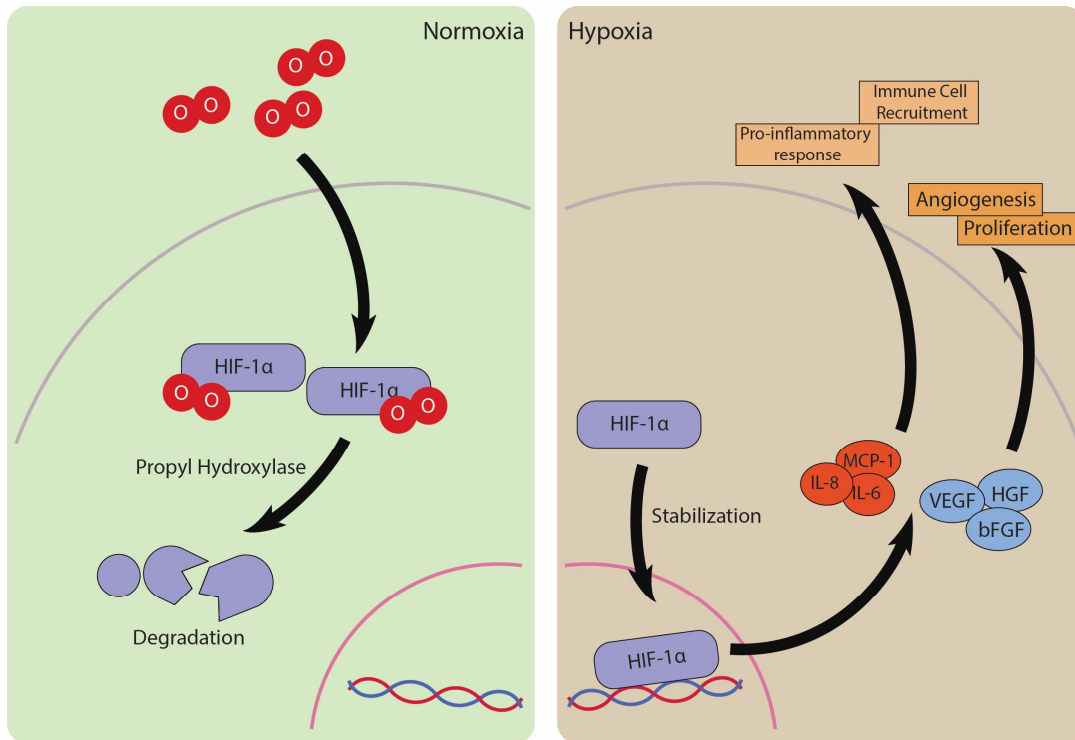 Normoxia
O O
O O
O O
HIF-1α
HIF-1α
O O
O O
Propyl Hydroxylase
Degradation
Hypoxia
Immune Cell
Recruitment
Pro-inflammatory
response
Angiogenesis
Proliferation
HIF-1α
Stabilization
MCP-1
IL-8
IL-6
VEGF
HGF
bFGF
HIF-1α